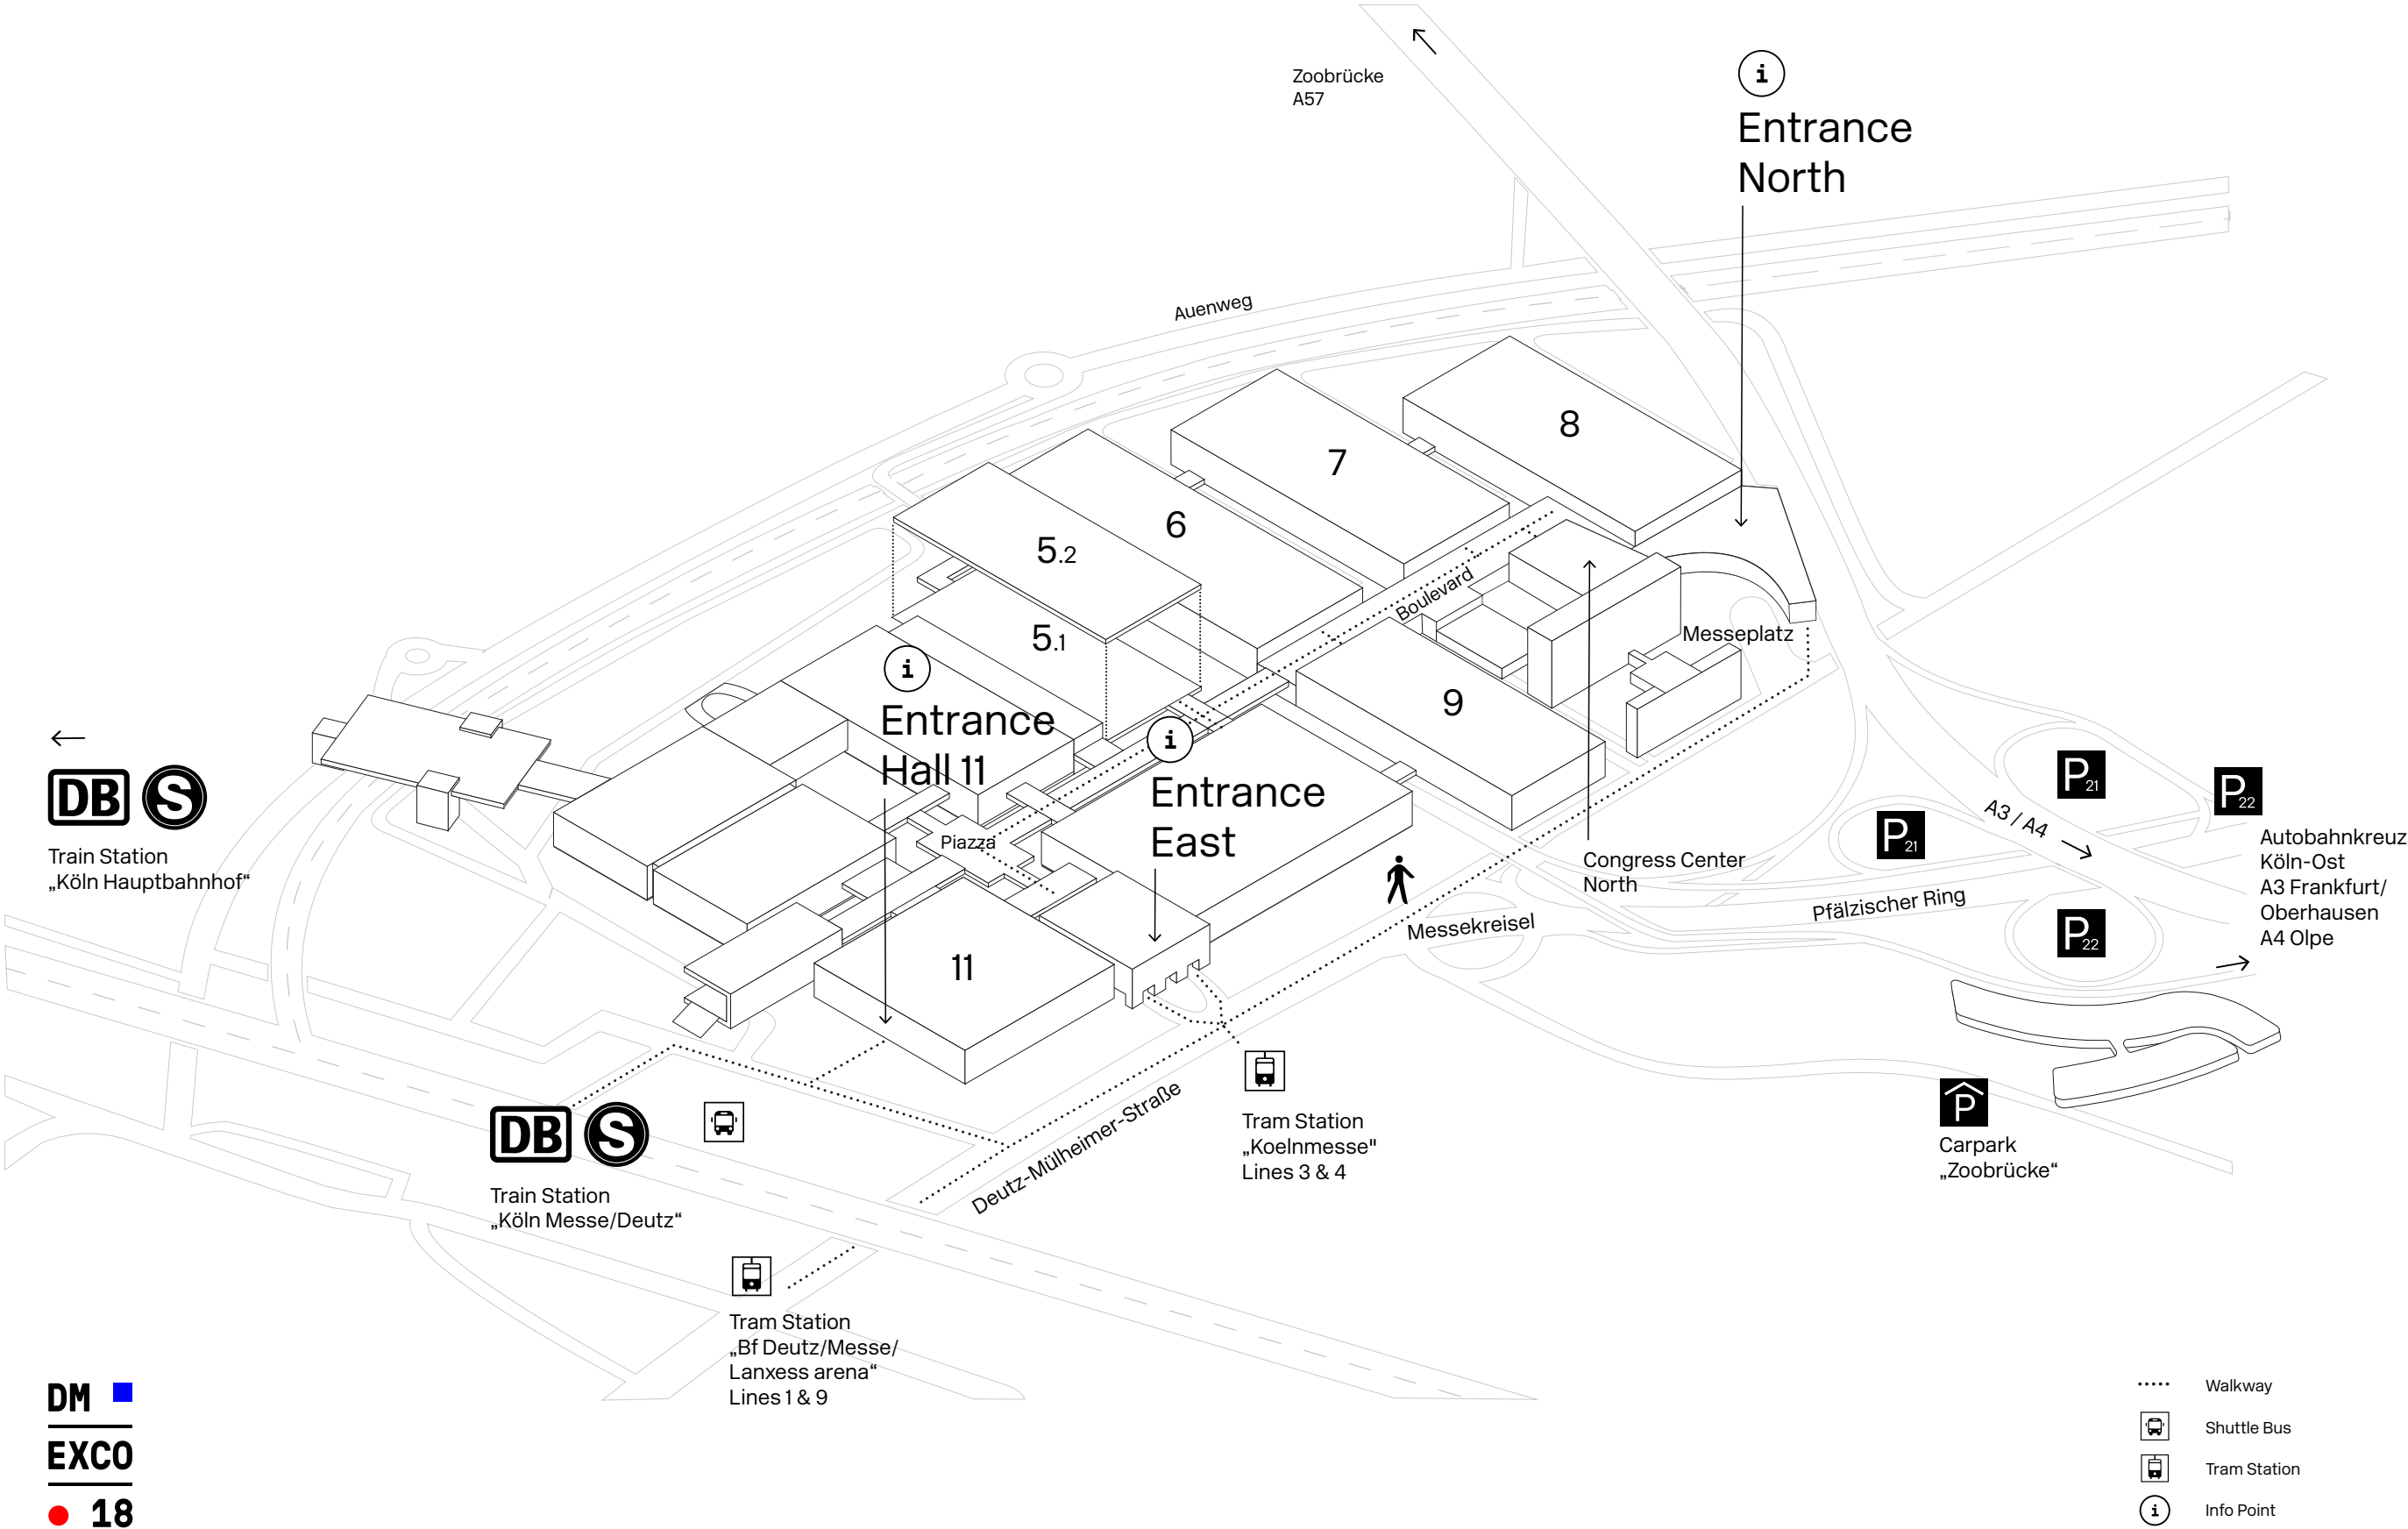 Zoobrücke
A57
i
Entrance
North
Auenweg
8
7
6
5.2
5.1
Boulevard
Messeplatz
9
i
Entrance
Hall 11
i
Entrance
East
Piazza
11
DB S
Train Station
„Köln Hauptbahnhof“
Congress Center
North
Messekreisel
Pfälzischer Ring
A3 / A4
P21
P21
P22
P22
Autobahnkreuz
Köln-Ost
A3 Frankfurt/
Oberhausen
A4 Olpe
P
Carpark
„Zoobrücke“
Deutz-Mülheimer-Straße
Tram Station
„Koelnmesse"
Lines 3 & 4
DB S
Train Station
„Köln Messe/Deutz“
Tram Station
„Bf Deutz/Messe/
Lanxess arena“
Lines 1 & 9
DM
EXCO
18
Walkway
Shuttle Bus
Tram Station
i Info Point